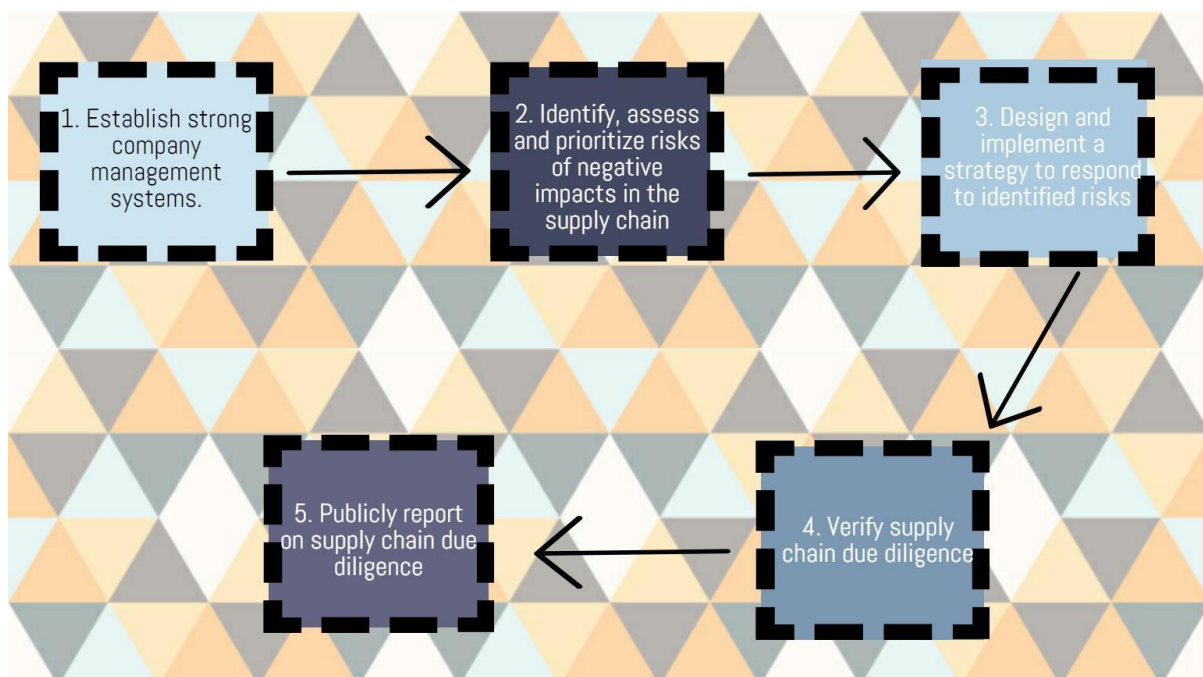 1. Establish strong
company
management
systems.
2. Identify, assess
and prioritize risks
of negative
impacts in the
supply chain
3. Design and
implement a
strategy to respond
to identified risks
4. Verify supply
chain due diligence
5. Publicly report
on supply chain due
diligence